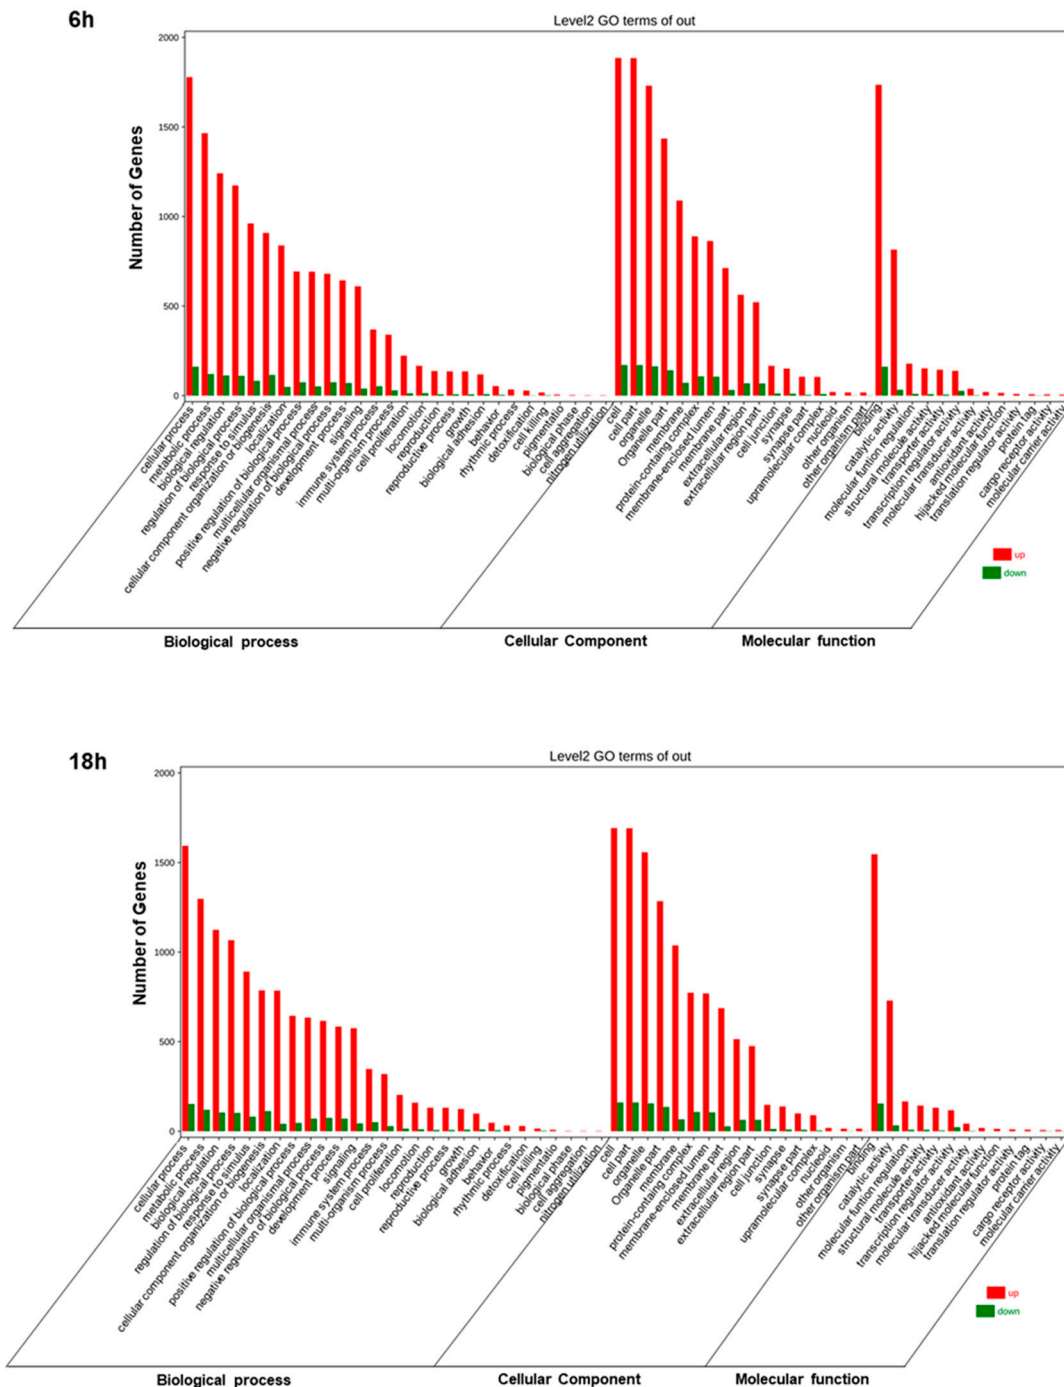 6h
Level2 GO terms of out
2000
1500
1000
500
0
Number of Genes
cellular process
metabolic process
biological regulation
regulation of biological process
response to stimulus
cellular component organization or biogenesis
localization
positive regulation of biological process
multicellular organismal process
negative regulation of biological process
development process
signaling
immune system process
multi-organism process
cell proliferation
locomotion
reproduction
reproductive process
growth
biological adhesion
behavior
rhythmic process
detoxification
cell killing
pigmentatio
biological phase
cell aggregation
nitrogen utilization
cell
cell part
organelle
Organelle part
membrane
protein-containing complex
membrane-enclosed lumen
membrane part
extracellular region
extracellular region part
cell junction
synapse
synapse part
upramolecular complex
nucleoid
other organism
other organism part
binding
catalytic activity
molecular function regulation
structural molecule activity
transporter activity
transcription regulator activity
molecular transducer activity
antioxidant activity
hijacked molecular function
translation regulator activity
protein tag
cargo receptor activity
molecular carrier activity
up
down
Biological process
Cellular Component
Molecular function
18h
Level2 GO terms of out
2000
1500
1000
500
0
Number of Genes
cellular process
metabolic process
biological regulation
regulation of biological process
response to stimulus
cellular component organization or biogenesis
localization
positive regulation of biological process
multicellular organismal process
negative regulation of biological process
development process
signaling
immune system process
multi-organism process
cell proliferation
locomotion
reproduction
reproductive process
growth
biological adhesion
behavior
rhythmic process
detoxification
cell killing
pigmentatio
biological phase
cell aggregation
nitrogen utilization
cell
cell part
organelle
Organelle part
membrane
protein-containing complex
membrane-enclosed lumen
membrane part
extracellular region
extracellular region part
cell junction
synapse
synapse part
upramolecular complex
nucleoid
other organism
other organism part
binding
catalytic activity
molecular function regulation
structural molecule activity
transporter activity
transcription regulator activity
molecular transducer activity
antioxidant activity
hijacked molecular function
translation regulator activity
protein tag
cargo receptor activity
molecular carrier activity
up
down
Biological process
Cellular Component
Molecular function